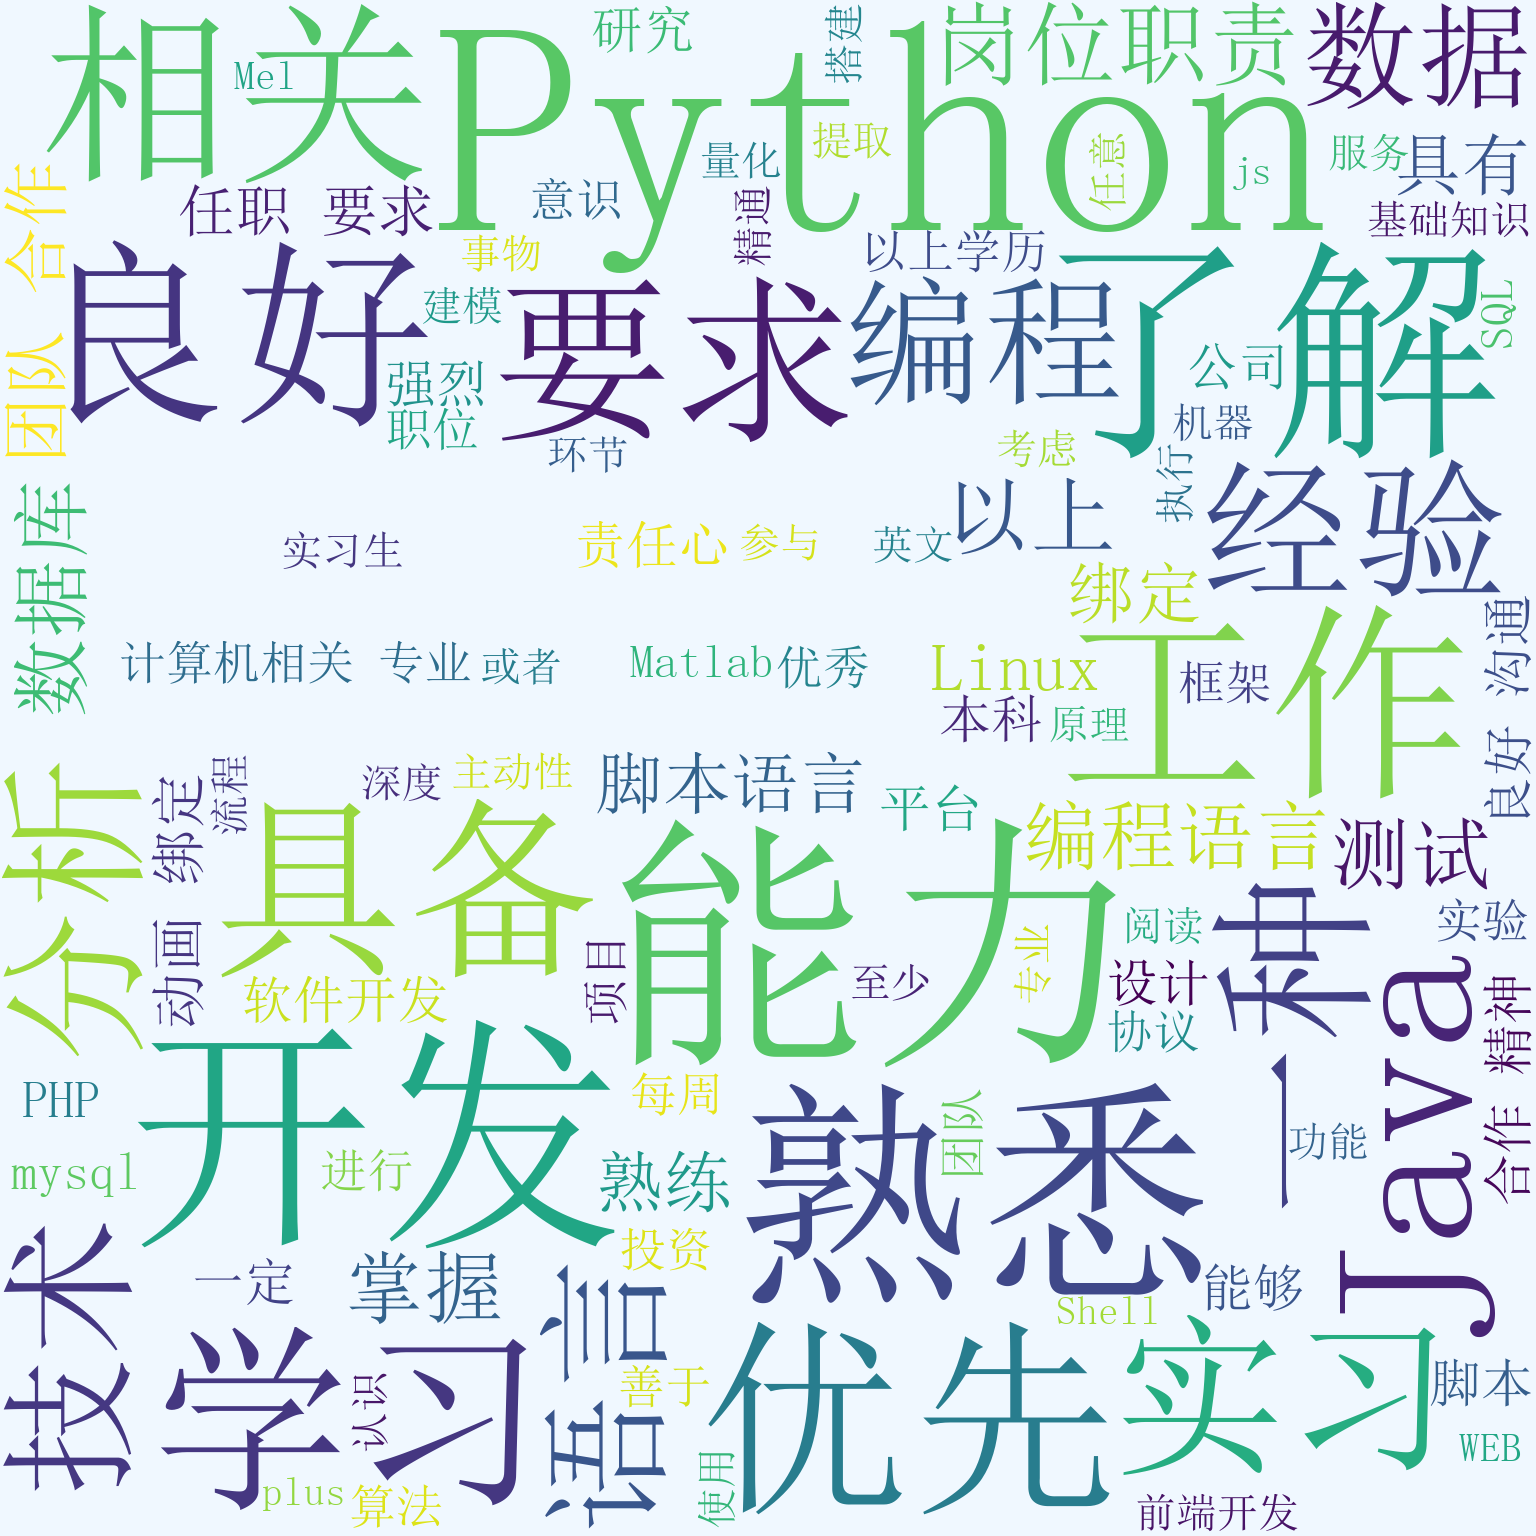 相关
Python
研究
搭建
岗位职责
数据
Mel
量化
提取
任意
js
服务
具有
合作
任职 要求
意识
精通
基础知识
良好
事物
以上学历
了解
建模
要求
编程
SQL
团队
强烈
公司
职位
环节
考虑
机器
执行
经验
数据库
实习生
责任心
参与
英文
以上
绑定
计算机相关 专业
或者
Matlab
优秀
Linux
工作
框架
沟通
本科
原理
良好
分析
绑定
流程
深度
主动性
脚本语言
平台
编程语言
测试
具备
能力
一种
动画
软件开发
项目
至少
专业
阅读
设计
实验
协议
Java
精神
开发
PHP
每周
熟悉
团队
功能
合作
mysql
进行
熟练
技术
一定
掌握
投资
语言
Shell
能够
学习
认识
善于
优先
实习
脚本
plus
算法
使用
WEB
前端开发